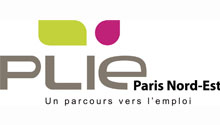 PLIE Paris Nord-Est
Un parcours vers l'emploi